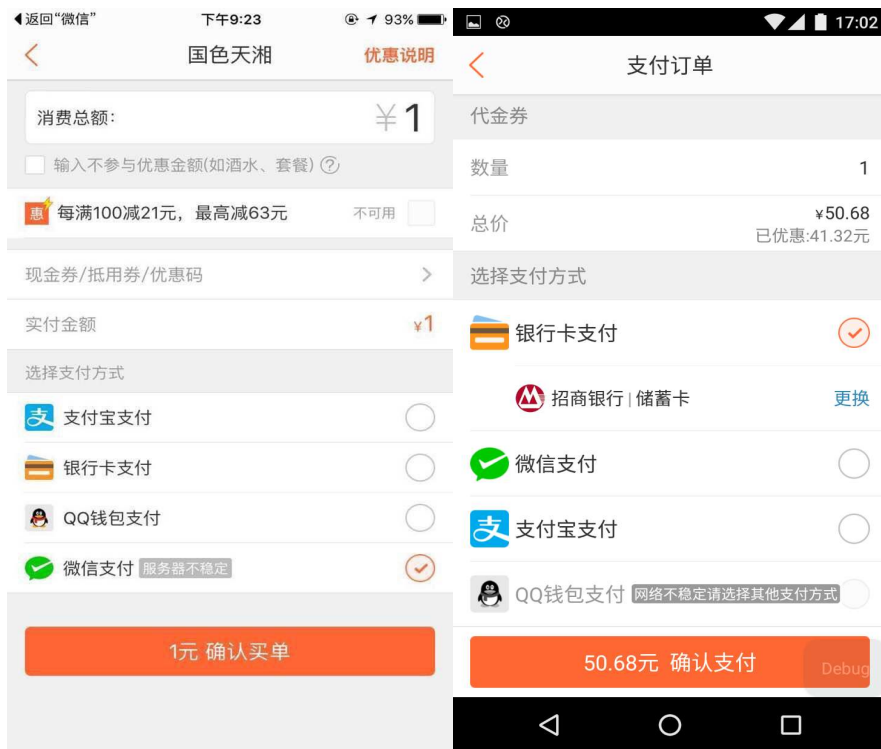 返回“微信”
下午9:23
93%
国色天湘
优惠说明
消费总额：
¥1
输入不参与优惠金额(如酒水、套餐)?
惠
每满100减21元，最高减63元
不可用
现金券/抵用券/优惠码
实付金额
¥1
选择支付方式
支
支付宝支付
银行卡支付
QQ钱包支付
微信支付 服务器不稳定
1元 确认买单
17:02
支付订单
代金券
数量
1
总价
¥50.68
已优惠:41.32元
选择支付方式
银行卡支付
招商银行|储蓄卡
更换
微信支付
支
支付宝支付
QQ钱包支付 网络不稳定请选择其他支付方式
50.68元 确认支付
Debug